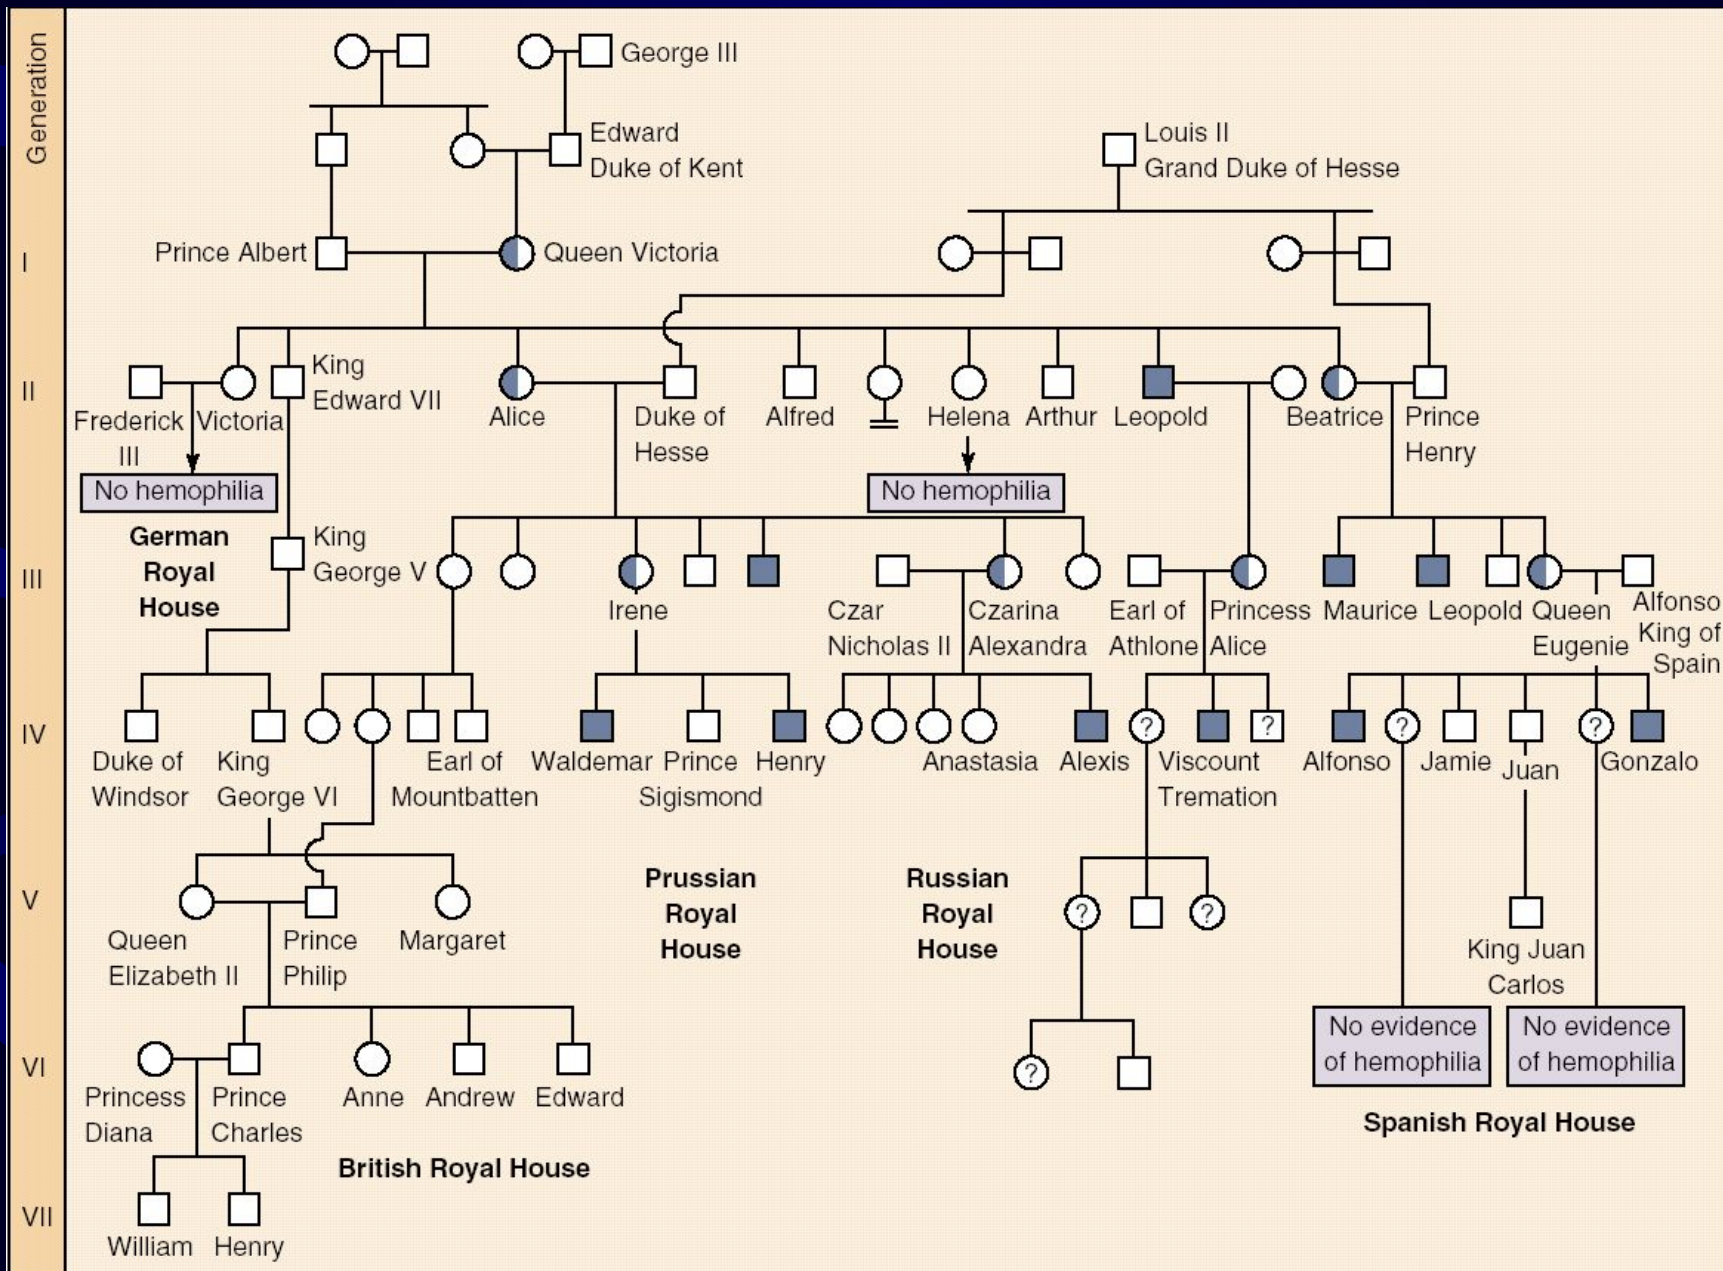 Generation
George III
Edward
Duke of Kent
Louis II
Grand Duke of Hesse
I
Prince Albert
Queen Victoria
II
Frederick
III
Victoria
King
Edward VII
Alice
Duke of
Hesse
Alfred
Helena
Arthur
Leopold
Beatrice
Prince
Henry
No hemophilia
No hemophilia
German
Royal
House
III
King
George V
Irene
Czar
Nicholas II
Czarina
Alexandra
Earl of
Athlone
Princess
Alice
Maurice
Leopold
Queen
Eugenie
Alfonso
King of
Spain
IV
?
?
?
?
Duke of
Windsor
King
George VI
Earl of
Mountbatten
Waldemar
Prince
Sigismond
Henry
Anastasia
Alexis
Viscount
Tremation
Alfonso
Jamie
Juan
Gonzalo
V
Queen
Elizabeth II
Prince
Philip
Margaret
Prussian
Royal
House
Russian
Royal
House
?
?
King Juan
Carlos
No evidence
of hemophilia
No evidence
of hemophilia
VI
?
Princess
Diana
Prince
Charles
Anne
Andrew
Edward
Spanish Royal House
British Royal House
VII
William
Henry